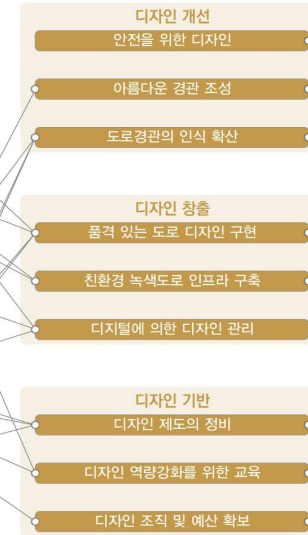 디자인 개선
안전을 위한 디자인
아름다운 경관 조성
도로경관의 인식 확산
디자인 창출
품격 있는 도로 디자인 구현
친환경 녹색도로 인프라 구축
디지털에 의한 디자인 관리
디자인 기반
디자인 제도의 정비
디자인 역량강화를 위한 교육
디자인 조직 및 예산 확보